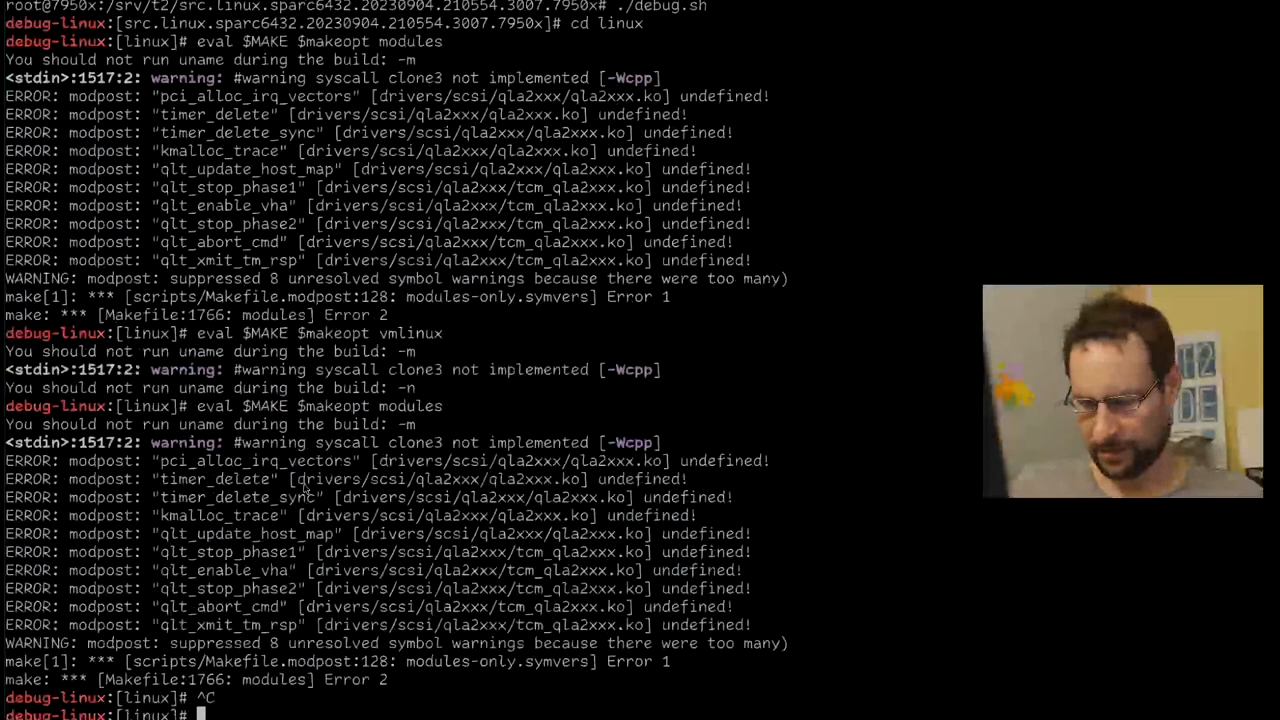 root@7950x:/srv/t2/src.linux.sparc6432.20230904.210554.3007.7950x# ./debug.sh
debug-linux:[src.linux.sparc6432.20230904.210554.3007.7950x]# cd linux
debug-linux:[linux]# eval $MAKE $makeopt modules
You should not run uname during the build: -m
<stdin>:1517:2: warning: #warning syscall clone3 not implemented [-Wcpp]
ERROR: modpost: "pci_alloc_irq_vectors" [drivers/scsi/qla2xxx/qla2xxx.ko] undefined!
ERROR: modpost: "timer_delete" [drivers/scsi/qla2xxx/qla2xxx.ko] undefined!
ERROR: modpost: "timer_delete_sync" [drivers/scsi/qla2xxx/qla2xxx.ko] undefined!
ERROR: modpost: "kmalloc_trace" [drivers/scsi/qla2xxx/qla2xxx.ko] undefined!
ERROR: modpost: "qlt_update_host_map" [drivers/scsi/qla2xxx/qla2xxx.ko] undefined!
ERROR: modpost: "qlt_stop_phase1" [drivers/scsi/qla2xxx/tcm_qla2xxx.ko] undefined!
ERROR: modpost: "qlt_enable_vha" [drivers/scsi/qla2xxx/tcm_qla2xxx.ko] undefined!
ERROR: modpost: "qlt_stop_phase2" [drivers/scsi/qla2xxx/tcm_qla2xxx.ko] undefined!
ERROR: modpost: "qlt_abort_cmd" [drivers/scsi/qla2xxx/tcm_qla2xxx.ko] undefined!
ERROR: modpost: "qlt_xmit_tm_rsp" [drivers/scsi/qla2xxx/tcm_qla2xxx.ko] undefined!
WARNING: modpost: suppressed 8 unresolved symbol warnings because there were too many)
make[1]: *** [scripts/Makefile.modpost:128: modules-only.symvers] Error 1
make: *** [Makefile:1766: modules] Error 2
debug-linux:[linux]# eval $MAKE $makeopt vmlinux
You should not run uname during the build: -m
<stdin>:1517:2: warning: #warning syscall clone3 not implemented [-Wcpp]
You should not run uname during the build: -n
debug-linux:[linux]# eval $MAKE $makeopt modules
You should not run uname during the build: -m
<stdin>:1517:2: warning: #warning syscall clone3 not implemented [-Wcpp]
ERROR: modpost: "pci_alloc_irq_vectors" [drivers/scsi/qla2xxx/qla2xxx.ko] undefined!
ERROR: modpost: "timer_delete" [drivers/scsi/qla2xxx/qla2xxx.ko] undefined!
ERROR: modpost: "timer_delete_sync" [drivers/scsi/qla2xxx/qla2xxx.ko] undefined!
ERROR: modpost: "kmalloc_trace" [drivers/scsi/qla2xxx/qla2xxx.ko] undefined!
ERROR: modpost: "qlt_update_host_map" [drivers/scsi/qla2xxx/qla2xxx.ko] undefined!
ERROR: modpost: "qlt_stop_phase1" [drivers/scsi/qla2xxx/tcm_qla2xxx.ko] undefined!
ERROR: modpost: "qlt_enable_vha" [drivers/scsi/qla2xxx/tcm_qla2xxx.ko] undefined!
ERROR: modpost: "qlt_stop_phase2" [drivers/scsi/qla2xxx/tcm_qla2xxx.ko] undefined!
ERROR: modpost: "qlt_abort_cmd" [drivers/scsi/qla2xxx/tcm_qla2xxx.ko] undefined!
ERROR: modpost: "qlt_xmit_tm_rsp" [drivers/scsi/qla2xxx/tcm_qla2xxx.ko] undefined!
WARNING: modpost: suppressed 8 unresolved symbol warnings because there were too many)
make[1]: *** [scripts/Makefile.modpost:128: modules-only.symvers] Error 1
make: *** [Makefile:1766: modules] Error 2
debug-linux:[linux]# ^C
debug-linux:[linux]#